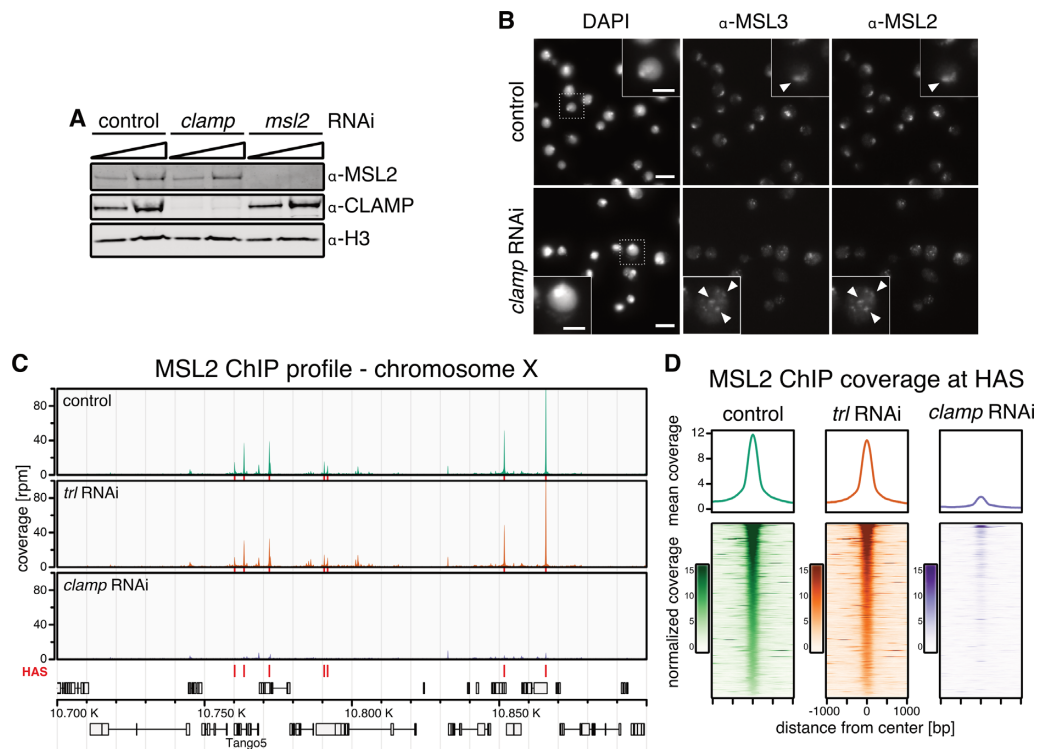 A
control clamp msl2 RNAi
α-MSL2
α-CLAMP
α-H3
B
DAPI α-MSL3 α-MSL2
control
clamp RNAi
C
MSL2 ChIP profile - chromosome X
coverage [rpm]
control
80
40
0
trl RNAi
80
40
0
clamp RNAi
80
40
0
HAS
10.700 K 10.750 K 10.800 K 10.850 K
Tango5
D
MSL2 ChIP coverage at HAS
control trl RNAi clamp RNAi
mean coverage
12
8
4
0
normalized coverage
15
10
5
0
15
10
5
0
15
10
5
0
-1000 0 1000
distance from center [bp]